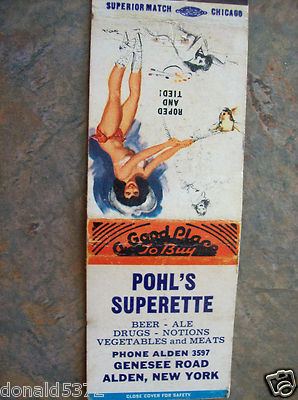 SUPERIOR MATCH CHICAGO
ROPED
AND
TIED!
A Good Place
To Buy
POHL'S
SUPERETTE
BEER - ALE
DRUGS - NOTIONS
VEGETABLES and MEATS
PHONE ALDEN 3597
GENESEE ROAD
ALDEN, NEW YORK
CLOSE COVER FOR SAFETY
donald5372